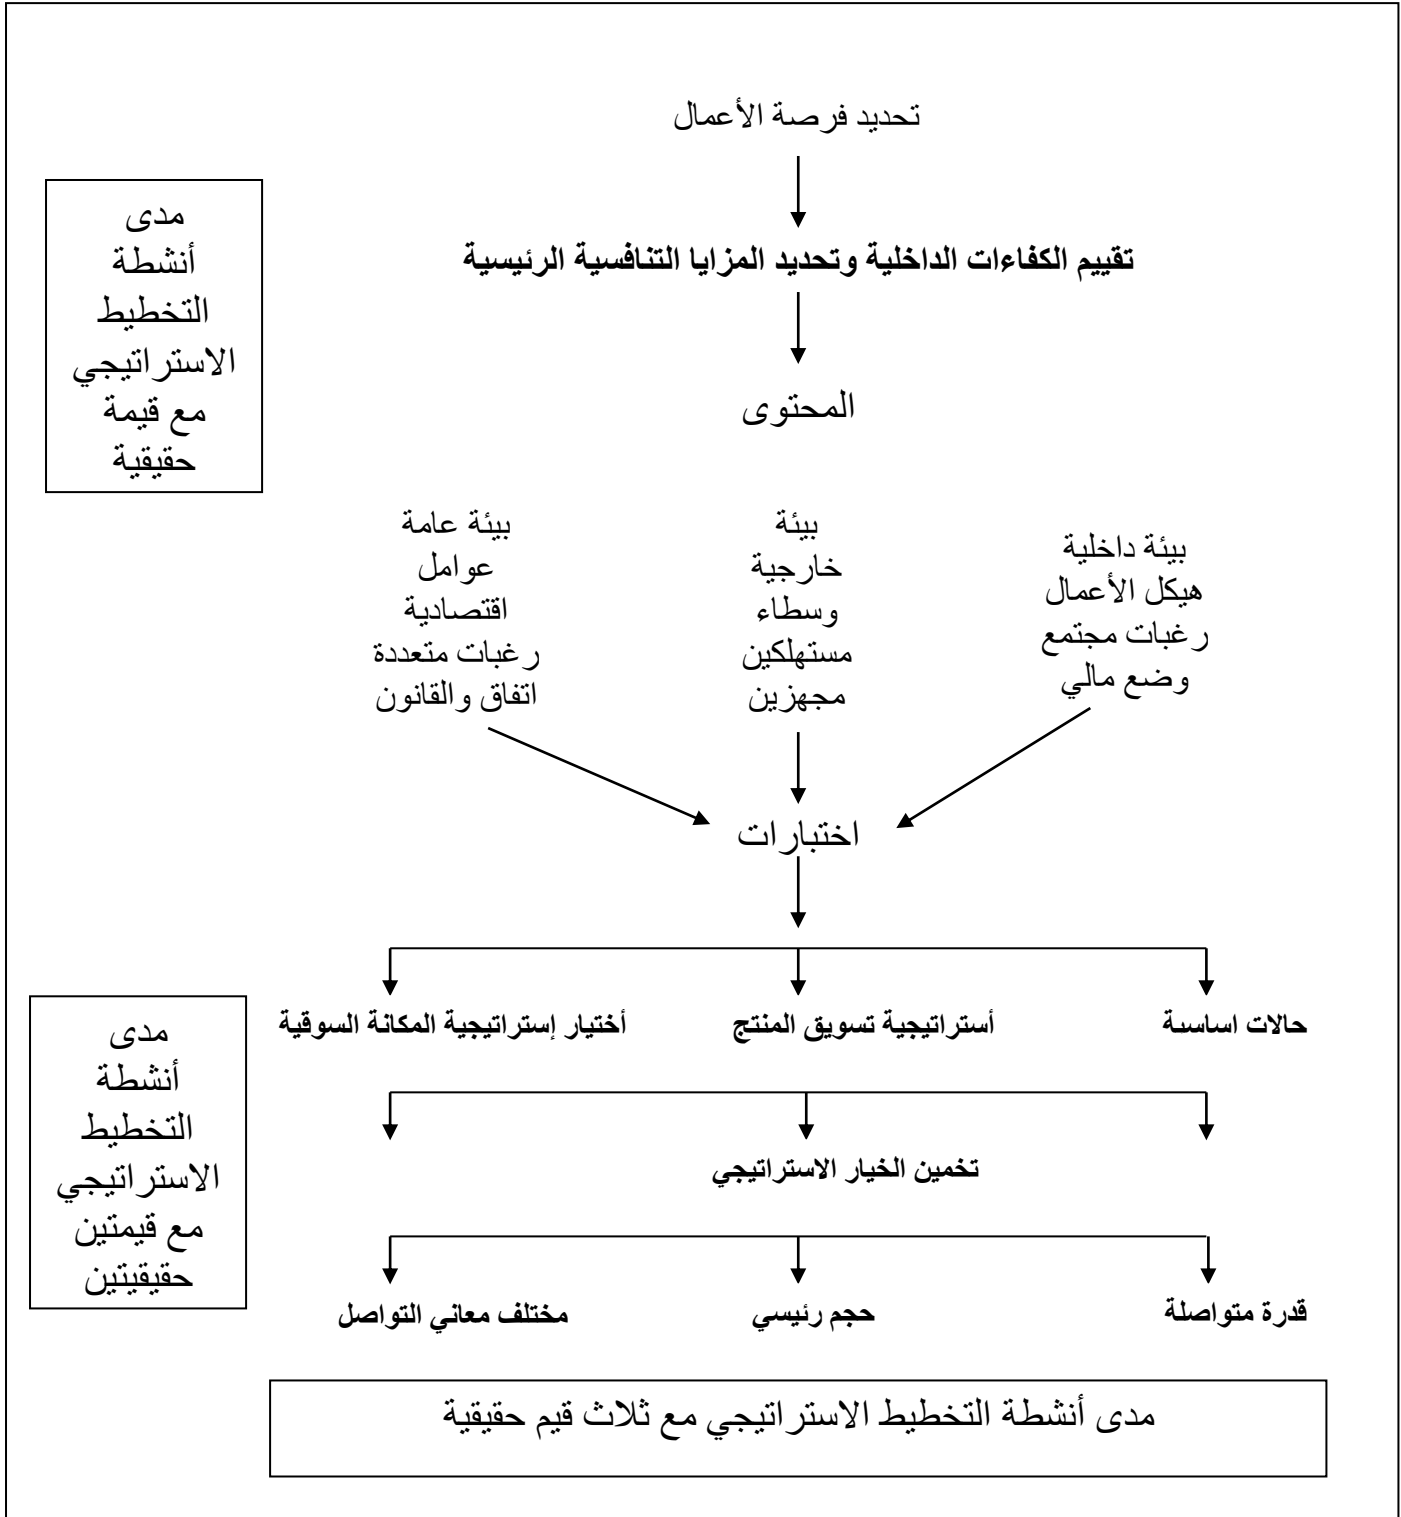 تحديد فرصة الأعمال
مدى
أنشطة
التخطيط
الاستراتيجي
مع قيمة
حقيقية
تقييم الكفاءات الداخلية وتحديد المزايا التنافسية الرئيسية
المحتوى
بيئة داخلية
هيكل الأعمال
رغبات مجتمع
وضع مالي
بيئة
خارجية
وسطاء
مستهلكين
مجهزين
بيئة عامة
عوامل
اقتصادية
رغبات متعددة
اتفاق والقانون
اختبارات
حالات اساسىة
أستراتيجية تسويق المنتج
أختيار إستراتيجية المكانة السوقية
مدى
أنشطة
التخطيط
الاستراتيجي
مع قيمتين
حقيقيتين
تخمين الخيار الاستراتيجي
قدرة متواصلة
حجم رئيسي
مختلف معاني التواصل
مدى أنشطة التخطيط الاستراتيجي مع ثلاث قيم حقيقية